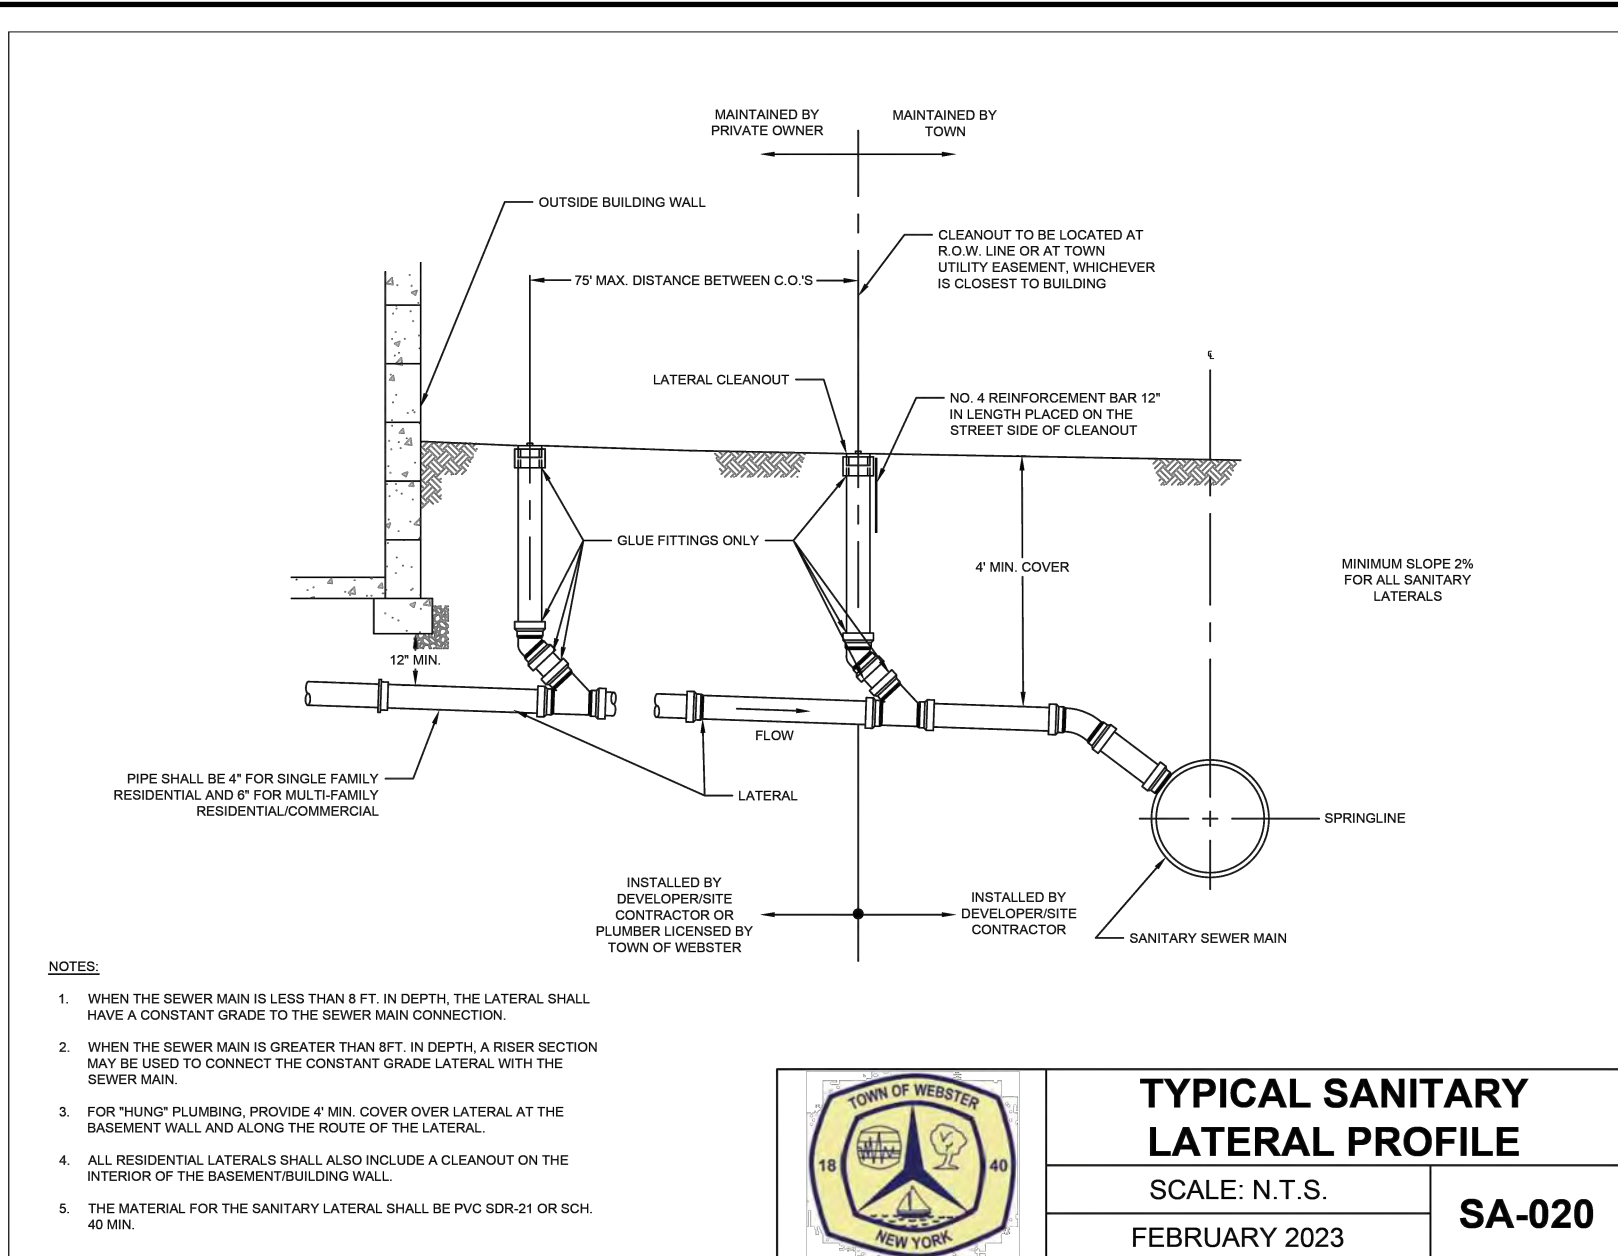 MAINTAINED BY
PRIVATE OWNER
MAINTAINED BY
TOWN
OUTSIDE BUILDING WALL
CLEANOUT TO BE LOCATED AT
R.O.W. LINE OR AT TOWN
UTILITY EASEMENT, WHICHEVER
IS CLOSEST TO BUILDING
75' MAX. DISTANCE BETWEEN C.O.'S
℄
LATERAL CLEANOUT
NO. 4 REINFORCEMENT BAR 12"
IN LENGTH PLACED ON THE
STREET SIDE OF CLEANOUT
GLUE FITTINGS ONLY
4' MIN. COVER
MINIMUM SLOPE 2%
FOR ALL SANITARY
LATERALS
12" MIN.
FLOW
PIPE SHALL BE 4" FOR SINGLE FAMILY
RESIDENTIAL AND 6" FOR MULTI-FAMILY
RESIDENTIAL/COMMERCIAL
LATERAL
SPRINGLINE
INSTALLED BY
DEVELOPER/SITE
CONTRACTOR OR
PLUMBER LICENSED BY
TOWN OF WEBSTER
INSTALLED BY
DEVELOPER/SITE
CONTRACTOR
SANITARY SEWER MAIN
NOTES:
1. WHEN THE SEWER MAIN IS LESS THAN 8 FT. IN DEPTH, THE LATERAL SHALL
HAVE A CONSTANT GRADE TO THE SEWER MAIN CONNECTION.
2. WHEN THE SEWER MAIN IS GREATER THAN 8FT. IN DEPTH, A RISER SECTION
MAY BE USED TO CONNECT THE CONSTANT GRADE LATERAL WITH THE
SEWER MAIN.
3. FOR "HUNG" PLUMBING, PROVIDE 4' MIN. COVER OVER LATERAL AT THE
BASEMENT WALL AND ALONG THE ROUTE OF THE LATERAL.
4. ALL RESIDENTIAL LATERALS SHALL ALSO INCLUDE A CLEANOUT ON THE
INTERIOR OF THE BASEMENT/BUILDING WALL.
5. THE MATERIAL FOR THE SANITARY LATERAL SHALL BE PVC SDR-21 OR SCH.
40 MIN.
TOWN OF WEBSTER
18 40
NEW YORK
TYPICAL SANITARY
LATERAL PROFILE
SCALE: N.T.S.
FEBRUARY 2023
SA-020